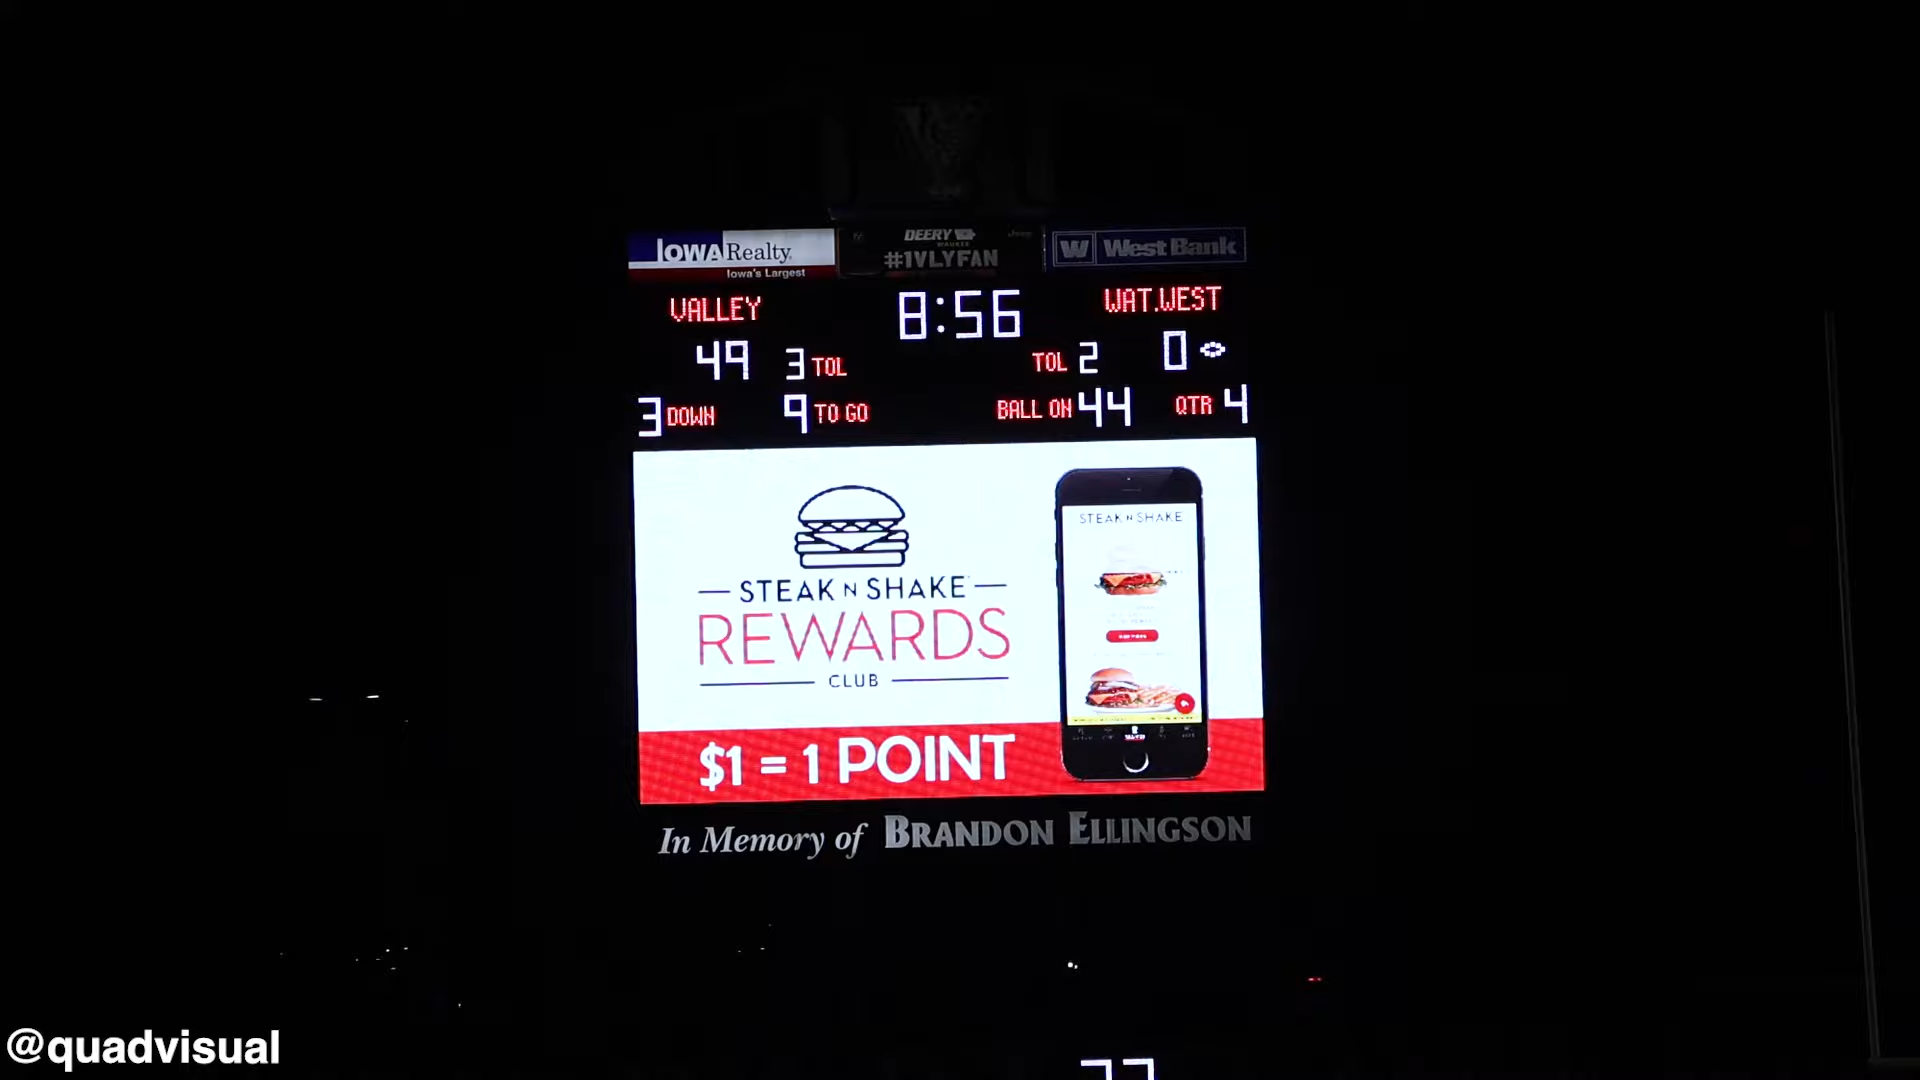 IOWA Realty
Iowa's Largest
DEERY
WAUKEE
#1VLYFAN
Jeep
W West Bank
VALLEY
8:56
WAT.WEST
49
3 TOL
TOL 2
0
3 DOWN
9 TO GO
BALL ON 44
QTR 4
STEAK N SHAKE
REWARDS
CLUB
STEAK N SHAKE
$1 = 1 POINT
In Memory of BRANDON ELLINGSON
@quadvisual